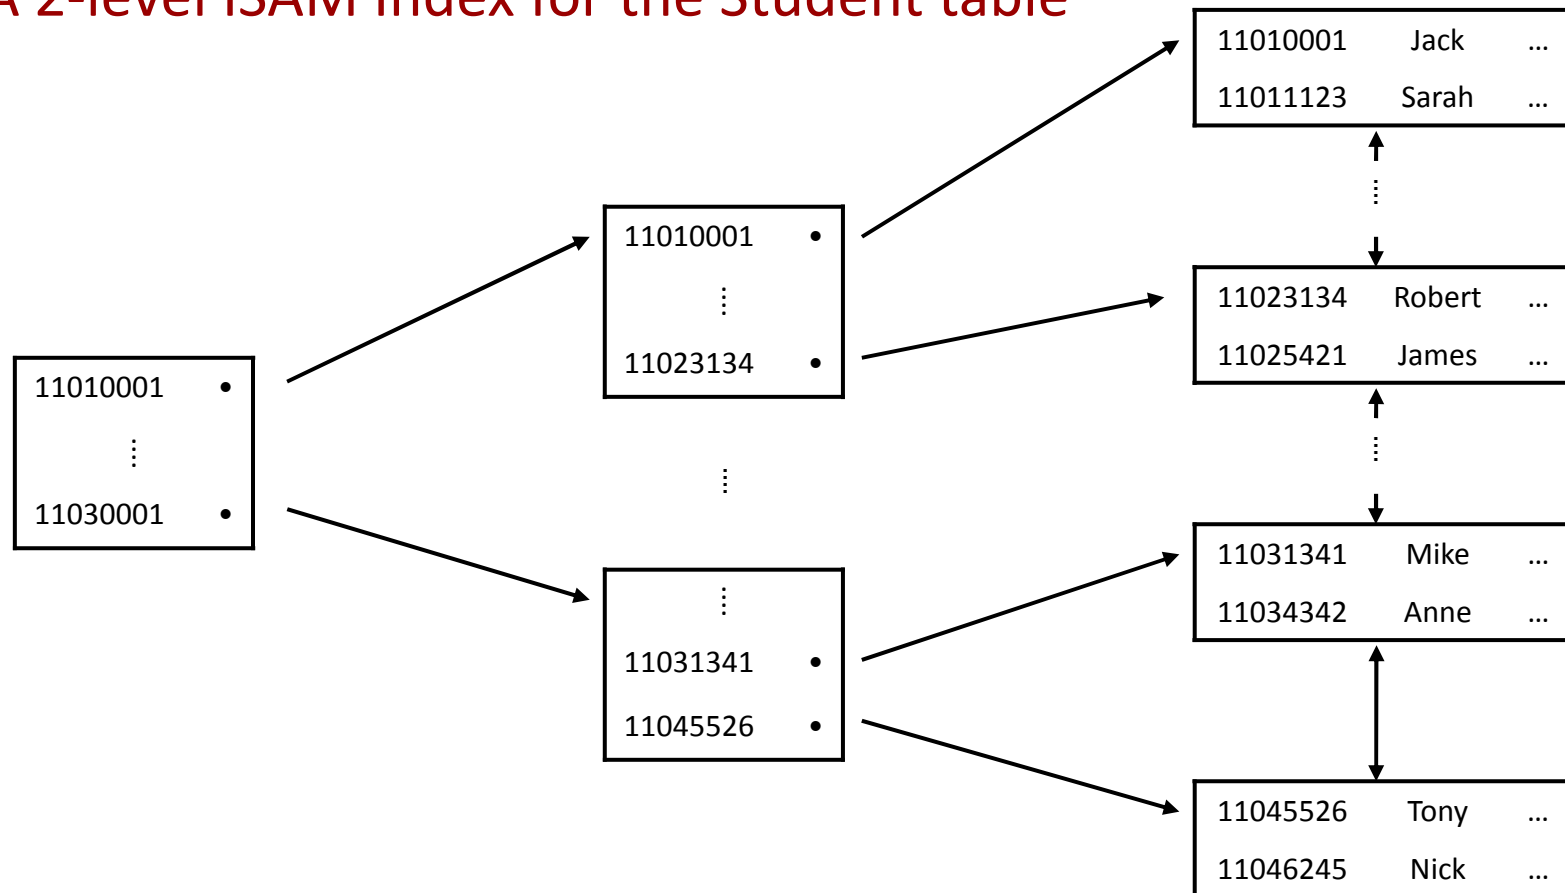 A 2-level ISAM index for the Student table
11010001 •
⋮
11030001 •
11010001 •
⋮
11023134 •
⋮
⋮
11031341 •
11045526 •
11010001 Jack ...
11011123 Sarah ...
⋮
11023134 Robert ...
11025421 James ...
⋮
11031341 Mike ...
11034342 Anne ...
11045526 Tony ...
11046245 Nick ...